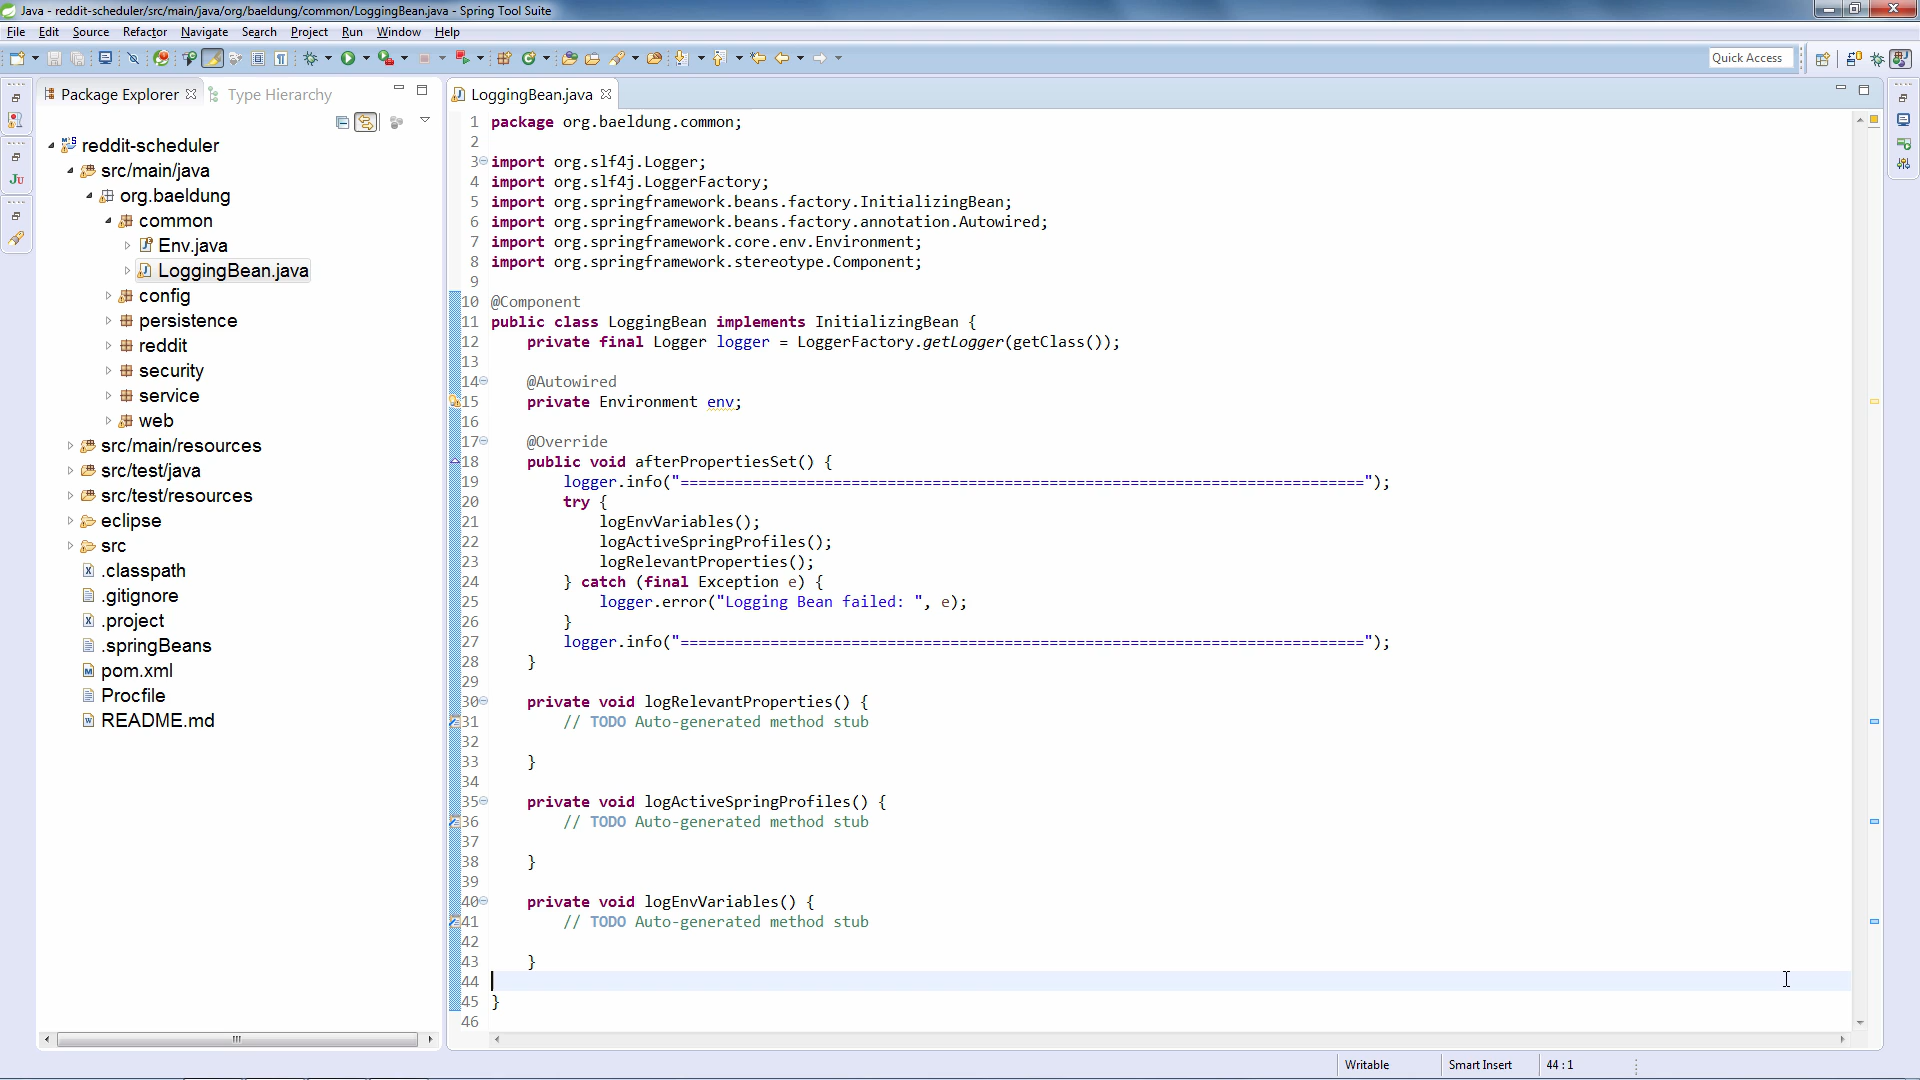 Java - reddit-scheduler/src/main/java/org/baeldung/common/LoggingBean.java - Spring Tool Suite
File Edit Source Refactor Navigate Search Project Run Window Help
Quick Access
Package Explorer Type Hierarchy
reddit-scheduler
src/main/java
org.baeldung
common
Env.java
LoggingBean.java
config
persistence
reddit
security
service
web
src/main/resources
src/test/java
src/test/resources
eclipse
src
.classpath
.gitignore
.project
.springBeans
pom.xml
Procfile
README.md
LoggingBean.java
1 package org.baeldung.common;
2
3 import org.slf4j.Logger;
4 import org.slf4j.LoggerFactory;
5 import org.springframework.beans.factory.InitializingBean;
6 import org.springframework.beans.factory.annotation.Autowired;
7 import org.springframework.core.env.Environment;
8 import org.springframework.stereotype.Component;
9
10 @Component
11 public class LoggingBean implements InitializingBean {
12     private final Logger logger = LoggerFactory.getLogger(getClass());
13
14     @Autowired
15     private Environment env;
16
17     @Override
18     public void afterPropertiesSet() {
19         logger.info("============================================================================");
20         try {
21             logEnvVariables();
22             logActiveSpringProfiles();
23             logRelevantProperties();
24         } catch (final Exception e) {
25             logger.error("Logging Bean failed: ", e);
26         }
27         logger.info("============================================================================");
28     }
29
30     private void logRelevantProperties() {
31         // TODO Auto-generated method stub
32
33     }
34
35     private void logActiveSpringProfiles() {
36         // TODO Auto-generated method stub
37
38     }
39
40     private void logEnvVariables() {
41         // TODO Auto-generated method stub
42
43     }
44
45 }
46
Writable Smart Insert 44 : 1